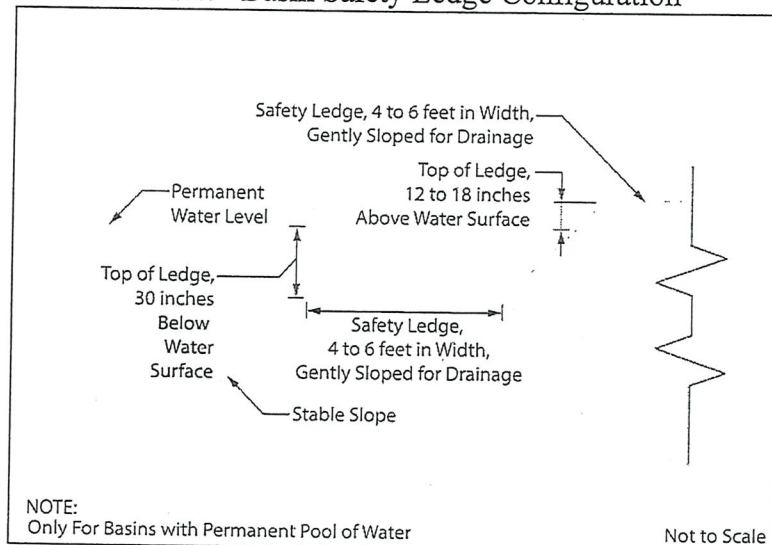 Basin Safety Ledge Configuration
Safety Ledge, 4 to 6 feet in Width,
Gently Sloped for Drainage
Top of Ledge,
12 to 18 inches
Above Water Surface
Permanent
Water Level
Top of Ledge,
30 inches
Below
Water
Surface
Safety Ledge,
4 to 6 feet in Width,
Gently Sloped for Drainage
Stable Slope
NOTE:
Only For Basins with Permanent Pool of Water
Not to Scale